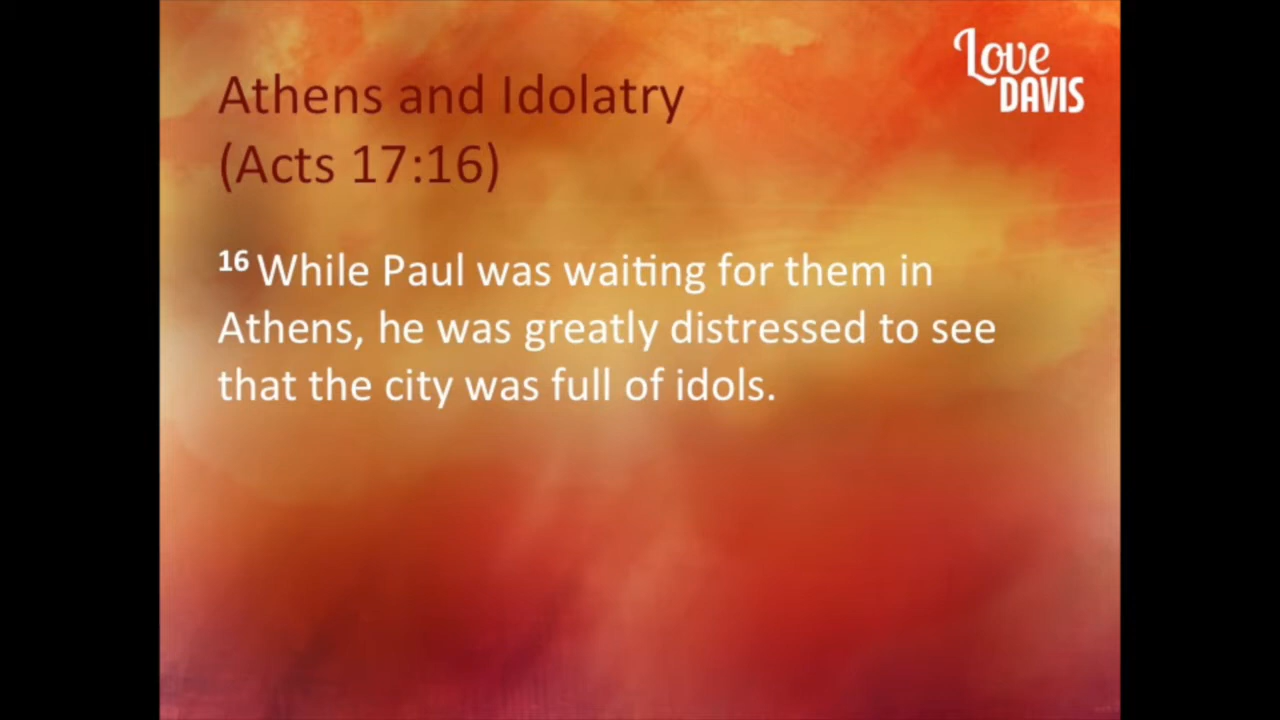 Love
DAVIS
Athens and Idolatry
(Acts 17:16)
16 While Paul was waiting for them in
Athens, he was greatly distressed to see
that the city was full of idols.